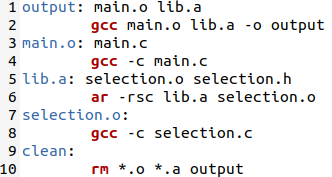 1 output: main.o lib.a
2 gcc main.o lib.a -o output
3 main.o: main.c
4 gcc -c main.c
5 lib.a: selection.o selection.h
6 ar -rsc lib.a selection.o
7 selection.o:
8 gcc -c selection.c
9 clean:
10 rm *.o *.a output